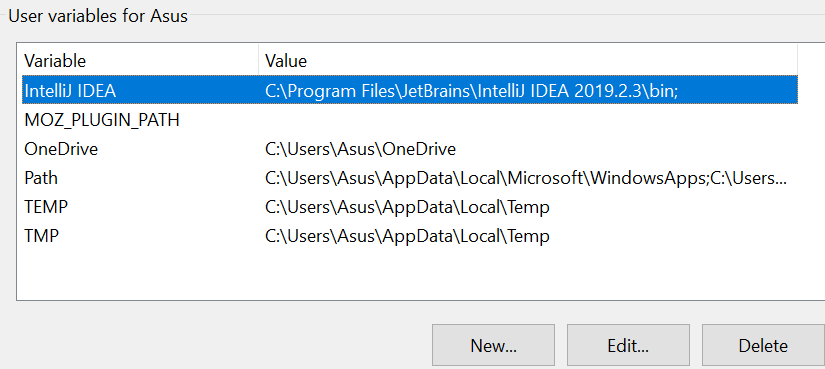 User variables for Asus
Variable Value
IntelliJ IDEA C:\Program Files\JetBrains\IntelliJ IDEA 2019.2.3\bin;
MOZ_PLUGIN_PATH
OneDrive C:\Users\Asus\OneDrive
Path C:\Users\Asus\AppData\Local\Microsoft\WindowsApps;C:\Users...
TEMP C:\Users\Asus\AppData\Local\Temp
TMP C:\Users\Asus\AppData\Local\Temp
New... Edit... Delete